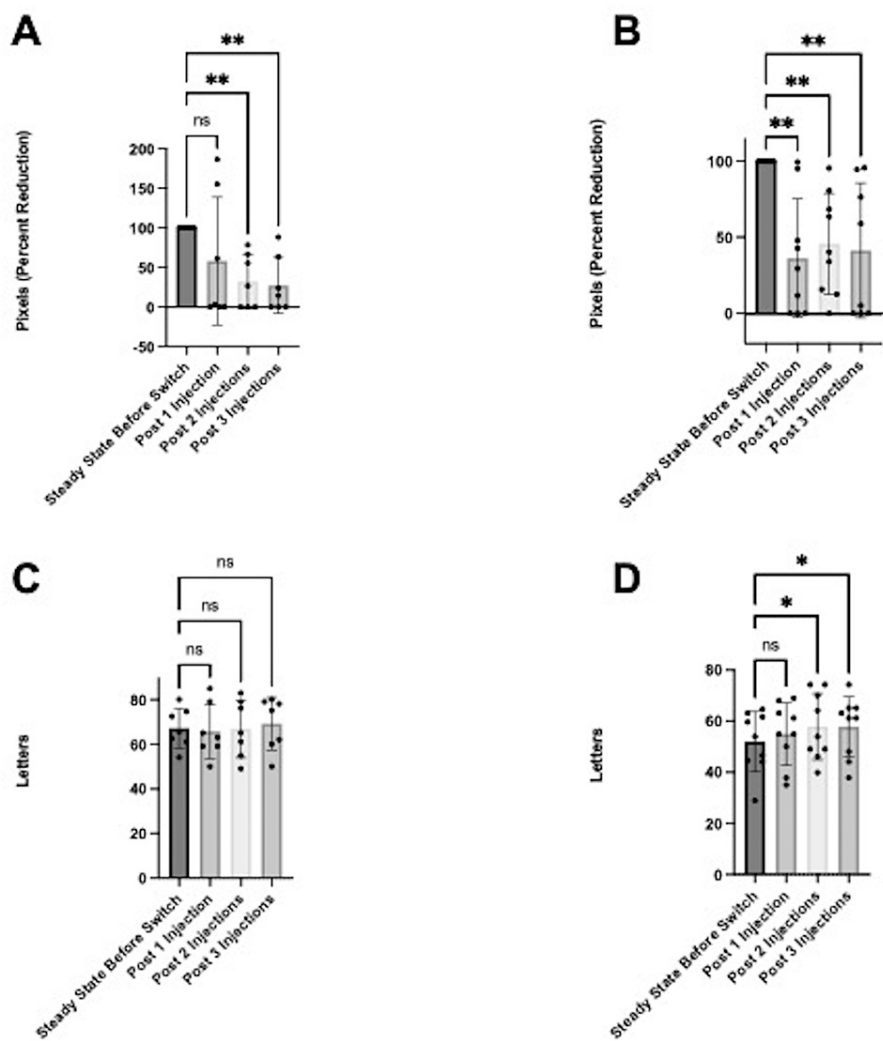 A
**
**
ns
Pixels (Percent Reduction)
200
150
100
50
0
-50
Steady State Before Switch
Post 1 Injection
Post 2 Injections
Post 3 Injections
B
**
**
**
Pixels (Percent Reduction)
100
50
0
Steady State Before Switch
Post 1 Injection
Post 2 Injections
Post 3 Injections
C
ns
ns
ns
Letters
80
60
40
20
0
Steady State Before Switch
Post 1 Injection
Post 2 Injections
Post 3 Injections
D
*
*
ns
Letters
80
60
40
20
0
Steady State Before Switch
Post 1 Injection
Post 2 Injections
Post 3 Injections